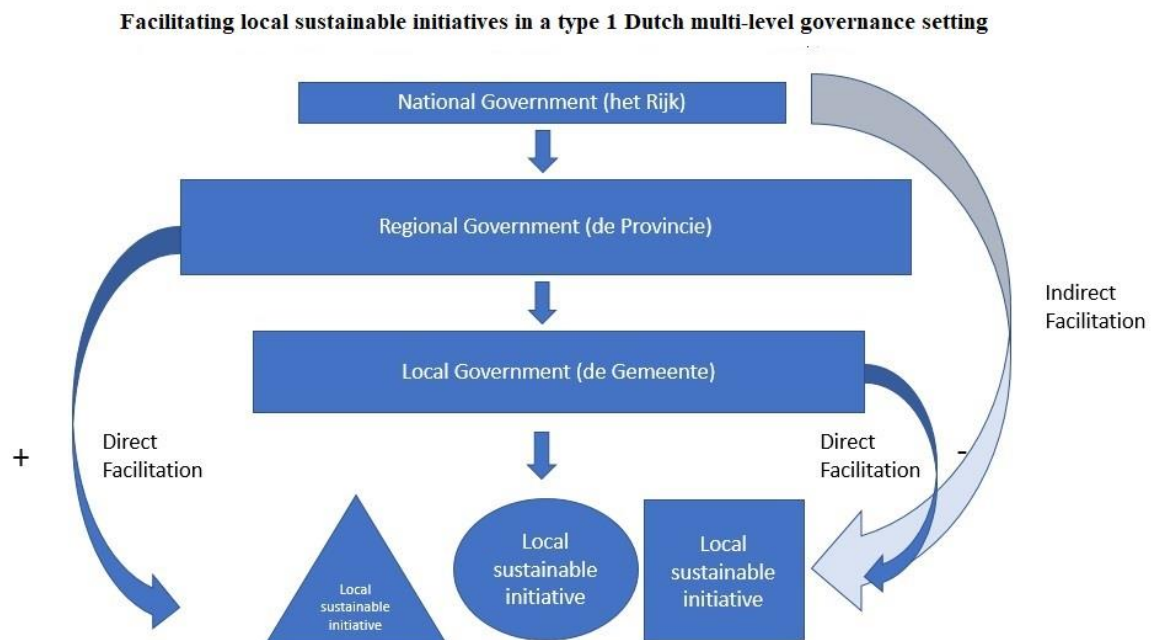 Facilitating local sustainable initiatives in a type 1 Dutch multi-level governance setting
National Government (het Rijk)
Regional Government (de Provincie)
Indirect
Facilitation
Local Government (de Gemeente)
+
Direct
Facilitation
Direct
Facilitation
-
Local
sustainable
initiative
Local
sustainable
initiative
Local
sustainable
initiative